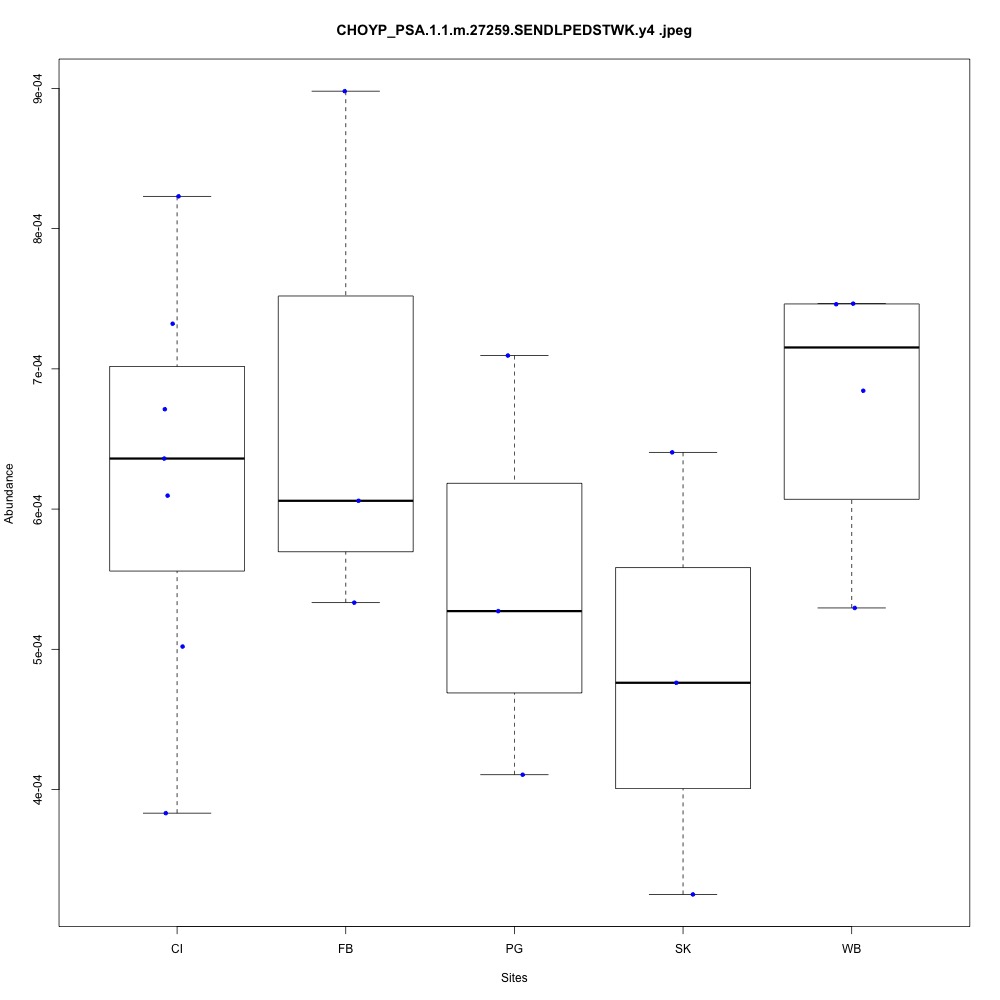 CHOYP_PSA.1.1.m.27259.SENDLPEDSTWK.y4 .jpeg
9e-04
8e-04
7e-04
6e-04
5e-04
4e-04
Abundance
CI FB PG SK WB
Sites